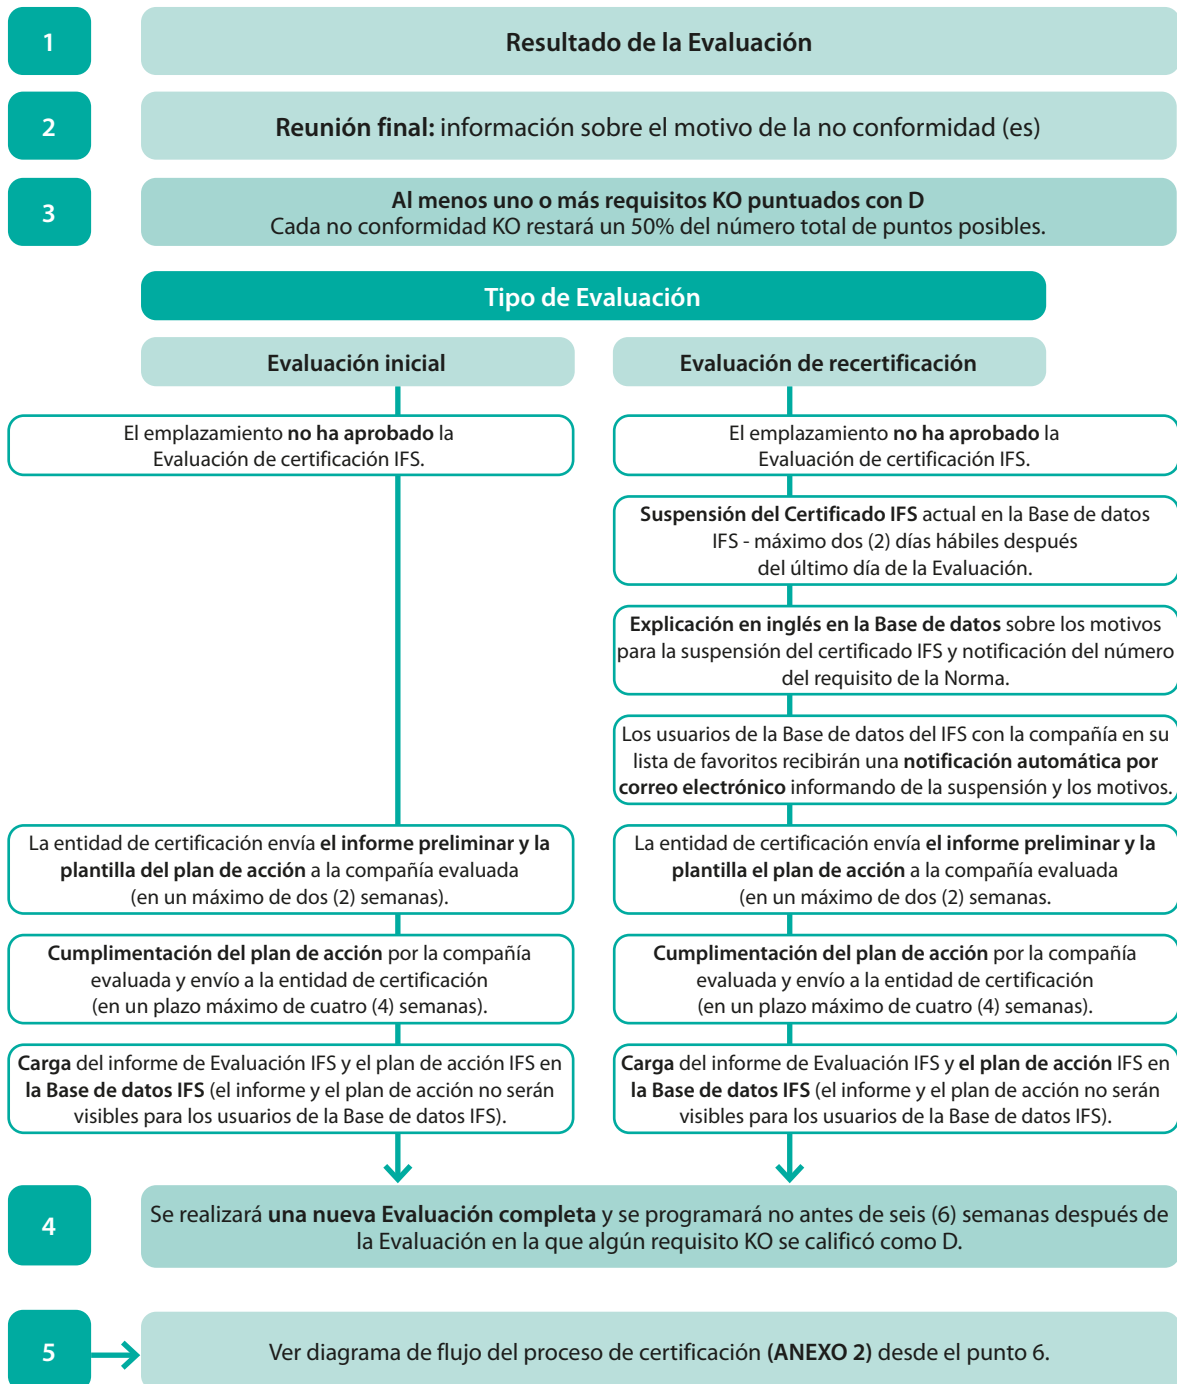 1
Resultado de la Evaluación
2
Reunión final: información sobre el motivo de la no conformidad (es)
3
Al menos uno o más requisitos KO puntuados con D
Cada no conformidad KO restará un 50% del número total de puntos posibles.
Tipo de Evaluación
Evaluación inicial
El emplazamiento no ha aprobado la
Evaluación de certificación IFS.
La entidad de certificación envía el informe preliminar y la
plantilla del plan de acción a la compañía evaluada
(en un máximo de dos (2) semanas).
Cumplimentación del plan de acción por la compañía
evaluada y envío a la entidad de certificación
(en un plazo máximo de cuatro (4) semanas).
Carga del informe de Evaluación IFS y el plan de acción IFS en
la Base de datos IFS (el informe y el plan de acción no serán
visibles para los usuarios de la Base de datos IFS).
Evaluación de recertificación
El emplazamiento no ha aprobado la
Evaluación de certificación IFS.
Suspensión del Certificado IFS actual en la Base de datos
IFS - máximo dos (2) días hábiles después
del último día de la Evaluación.
Explicación en inglés en la Base de datos sobre los motivos
para la suspensión del certificado IFS y notificación del número
del requisito de la Norma.
Los usuarios de la Base de datos del IFS con la compañía en su
lista de favoritos recibirán una notificación automática por
correo electrónico informando de la suspensión y los motivos.
La entidad de certificación envía el informe preliminar y la
plantilla el plan de acción a la compañía evaluada
(en un máximo de dos (2) semanas.
Cumplimentación del plan de acción por la compañía
evaluada y envío a la entidad de certificación
(en un plazo máximo de cuatro (4) semanas).
Carga del informe de Evaluación IFS y el plan de acción IFS en
la Base de datos IFS (el informe y el plan de acción no serán
visibles para los usuarios de la Base de datos IFS).
4
Se realizará una nueva Evaluación completa y se programará no antes de seis (6) semanas después de
la Evaluación en la que algún requisito KO se calificó como D.
5
Ver diagrama de flujo del proceso de certificación (ANEXO 2) desde el punto 6.